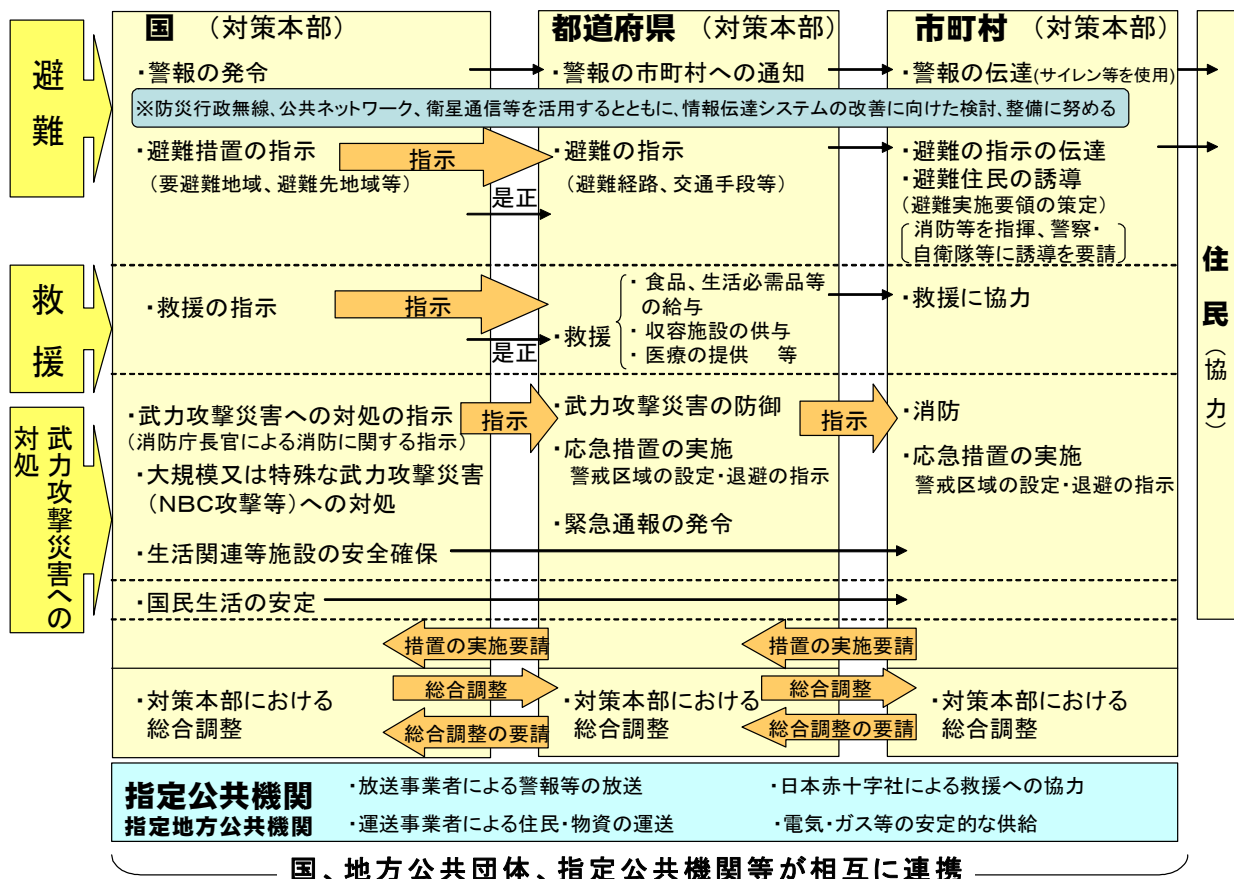 避難
国 (対策本部)
都道府県 (対策本部)
市町村 (対策本部)
・警報の発令
・警報の市町村への通知
・警報の伝達(サイレン等を使用)
※防災行政無線、公共ネットワーク、衛星通信等を活用するとともに、情報伝達システムの改善に向けた検討、整備に努める
・避難措置の指示
(要避難地域、避難先地域等)
指示
是正
・避難の指示
(避難経路、交通手段等)
・避難の指示の伝達
・避難住民の誘導
(避難実施要領の策定)
消防等を指揮、警察・
自衛隊等に誘導を要請
住民(協力)
救援
・救援の指示
指示
是正
・救援
・食品、生活必需品等
の給与
・収容施設の供与
・医療の提供 等
・救援に協力
武力攻撃災害への
対処
・武力攻撃災害への対処の指示
(消防庁長官による消防に関する指示)
・大規模又は特殊な武力攻撃災害
(NBC攻撃等)への対処
・生活関連等施設の安全確保
指示
・武力攻撃災害の防御
・応急措置の実施
警戒区域の設定・退避の指示
・緊急通報の発令
指示
・消防
・応急措置の実施
警戒区域の設定・退避の指示
・国民生活の安定
措置の実施要請
措置の実施要請
・対策本部における
総合調整
総合調整
総合調整の要請
・対策本部における
総合調整
総合調整
総合調整の要請
・対策本部における
総合調整
指定公共機関
指定地方公共機関
・放送事業者による警報等の放送
・日本赤十字社による救援への協力
・運送事業者による住民・物資の運送
・電気・ガス等の安定的な供給
国、地方公共団体、指定公共機関等が相互に連携